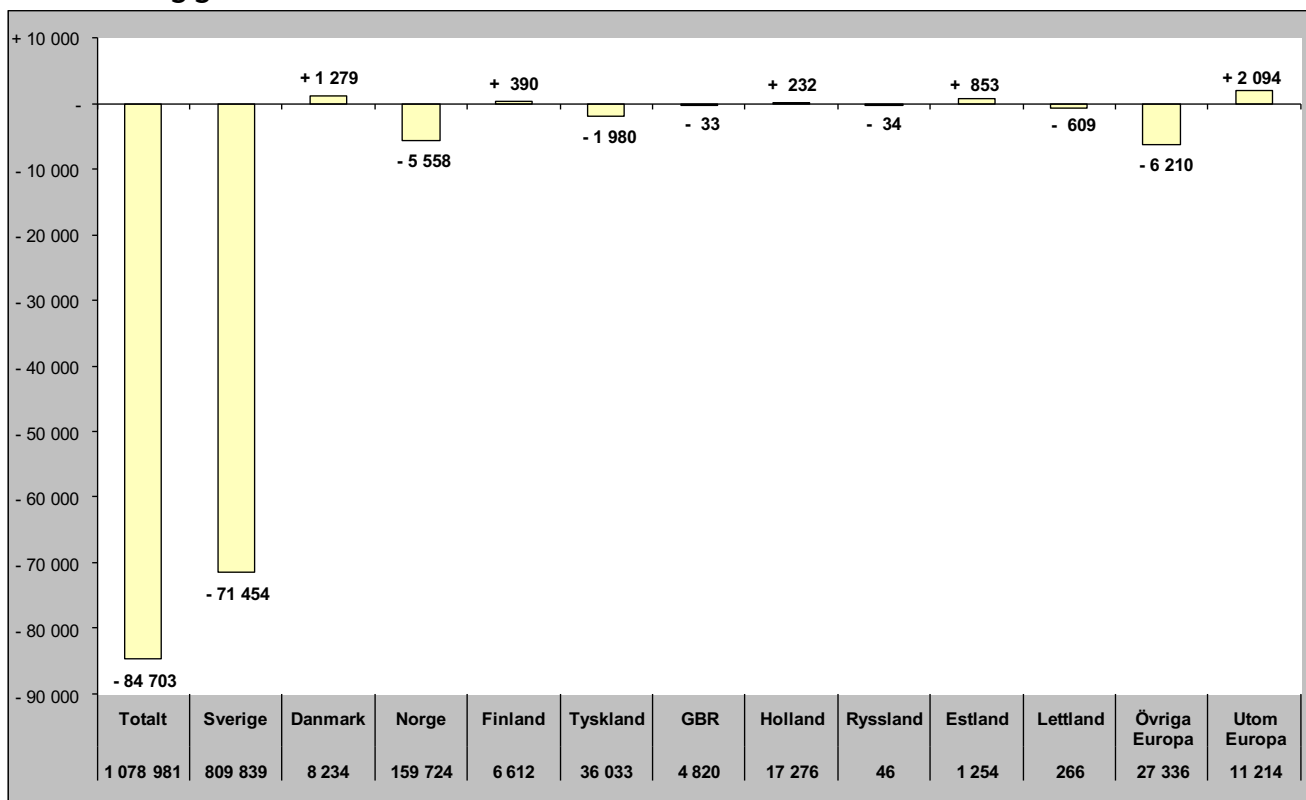 + 10 000
-
- 10 000
- 20 000
- 30 000
- 40 000
- 50 000
- 60 000
- 70 000
- 80 000
- 90 000
- 84 703
- 71 454
+ 1 279
- 5 558
+ 390
- 1 980
- 33
+ 232
- 34
+ 853
- 609
- 6 210
+ 2 094
Totalt Sverige Danmark Norge Finland Tyskland GBR Holland Ryssland Estland Lettland Övriga Europa Utom Europa
1 078 981 809 839 8 234 159 724 6 612 36 033 4 820 17 276 46 1 254 266 27 336 11 214